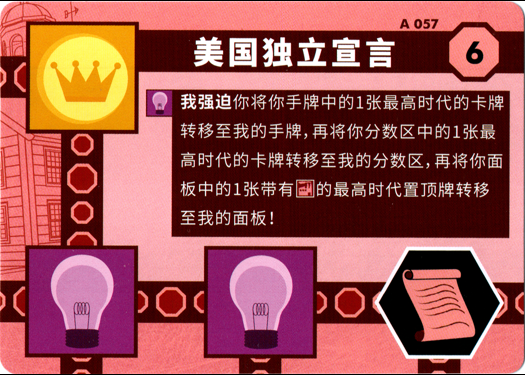 A 057
美国独立宣言
6
我强迫你将你手牌中的1张最高时代的卡牌
转移至我的手牌,再将你分数区中的1张最
高时代的卡牌转移至我的分数区,再将你面
板中的1张带有的最高时代置顶牌转移
至我的面板!